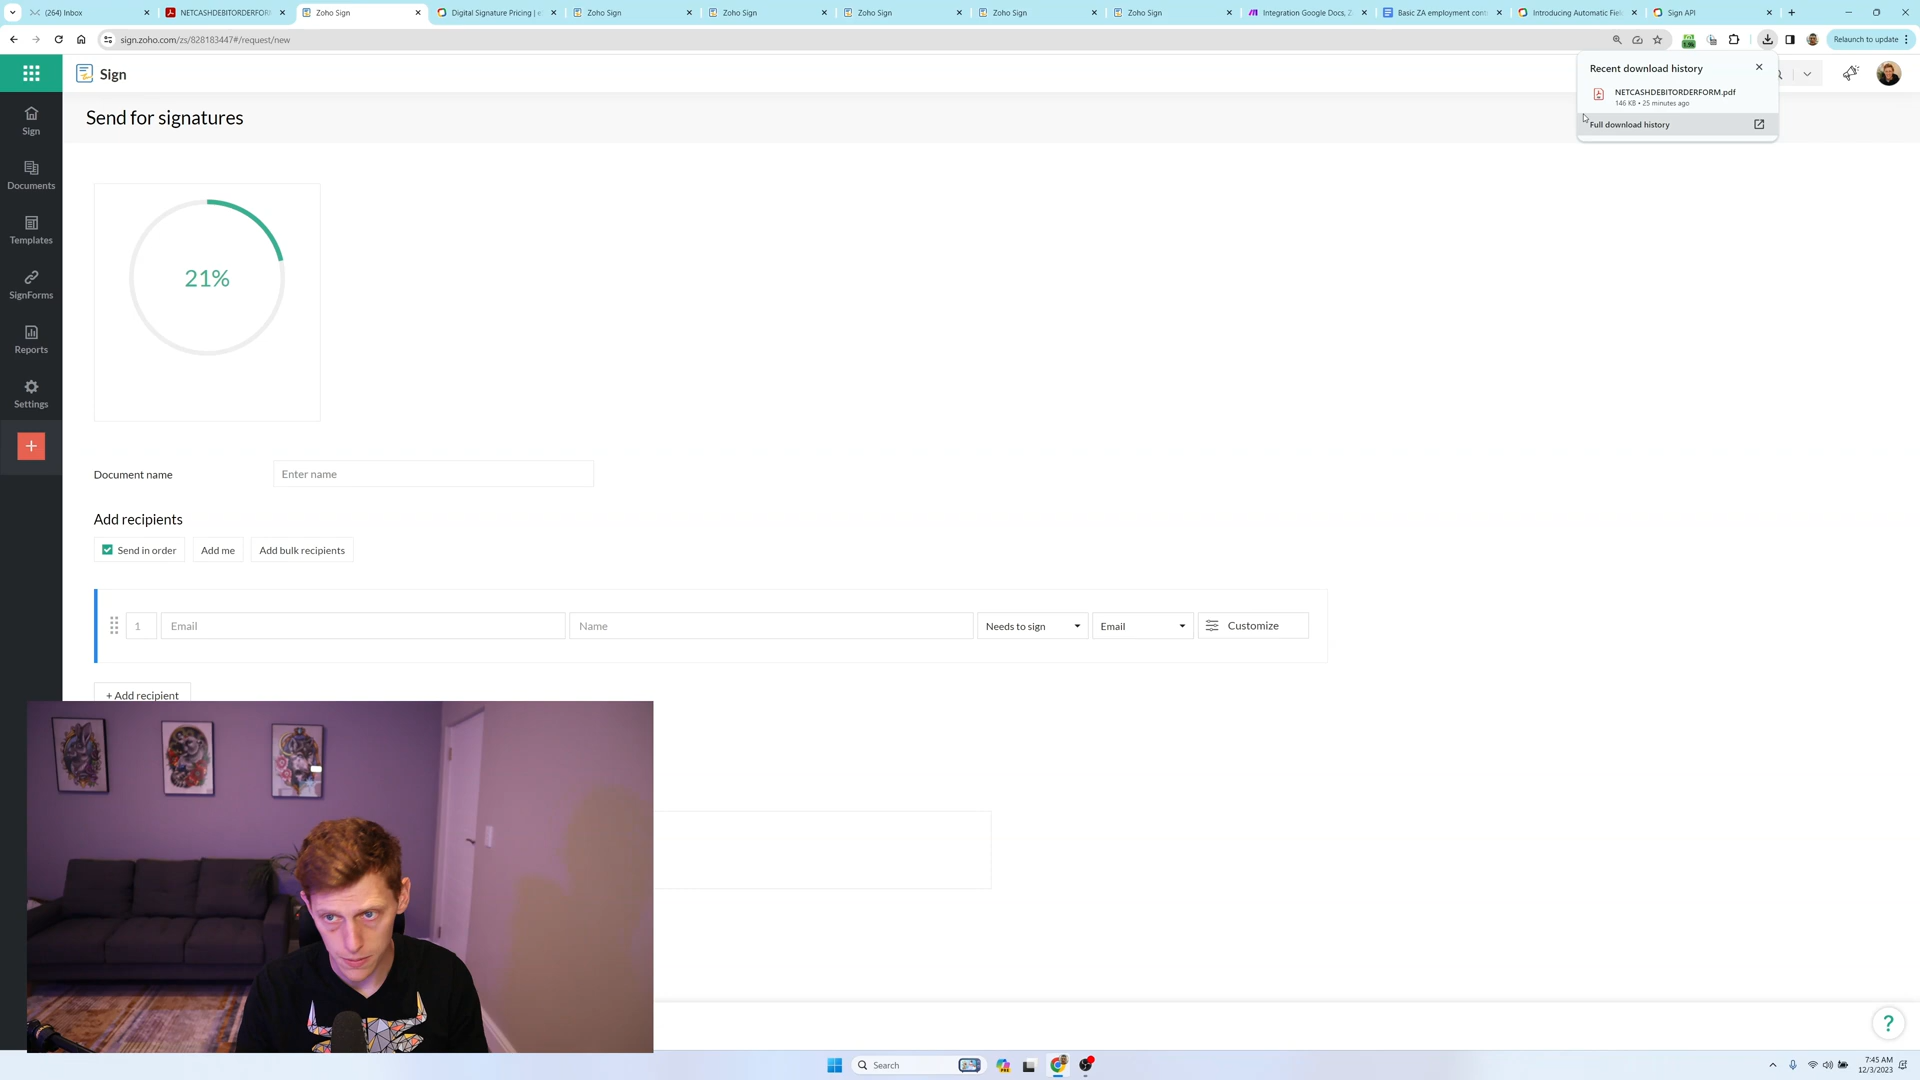 (264) Inbox
NETCASHDEBITORDERFORM
Zoho Sign
Digital Signature Pricing | e
Zoho Sign
Zoho Sign
Zoho Sign
Zoho Sign
Zoho Sign
Integration Google Docs, Z
Basic ZA employment cont
Introducing Automatic Fiel
Sign API
sign.zoho.com/zs/828183447#/request/new
Relaunch to update
Sign
Recent download history
NETCASHDEBITORDERFORM.pdf
146 KB • 25 minutes ago
Full download history
Send for signatures
Sign
Documents
Templates
SignForms
Reports
Settings
+
21%
Document name
Enter name
Add recipients
Send in order
Add me
Add bulk recipients
1
Email
Name
Needs to sign
Email
Customize
+ Add recipient
?
Search
7:45 AM
12/3/2023